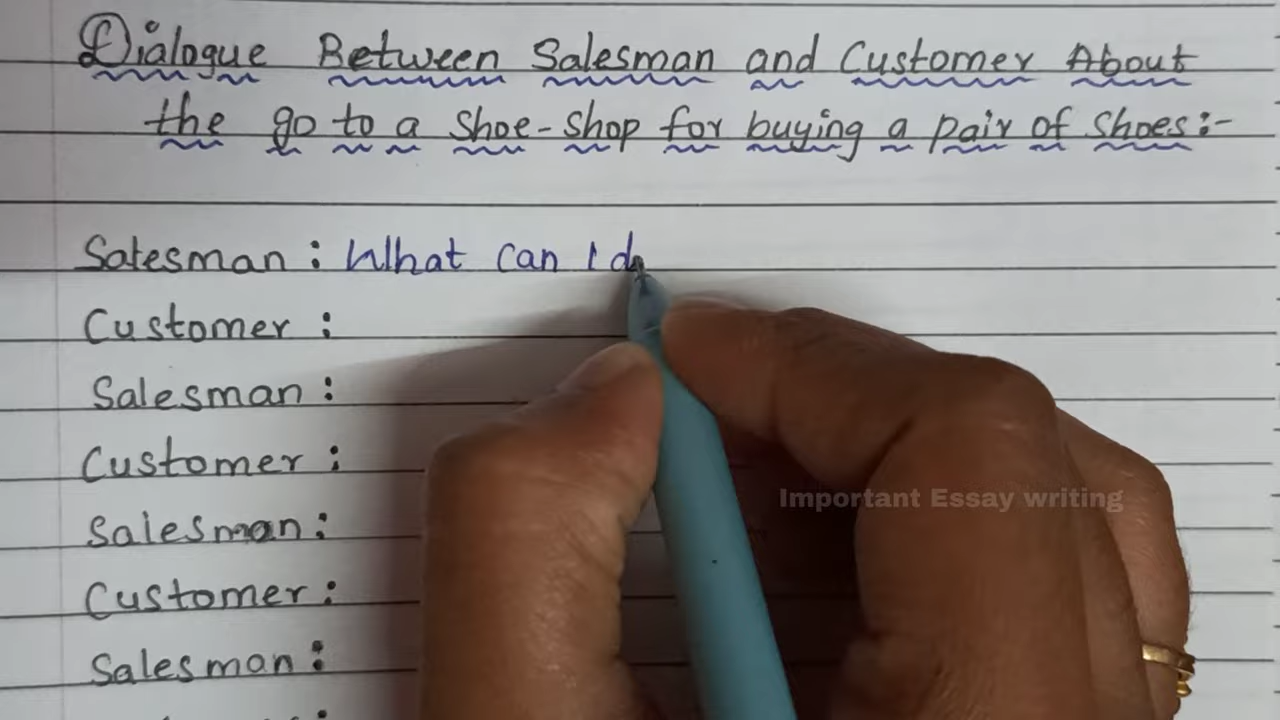 Dialogue Between Salesman and Customer About
the go to a Shoe-Shop for buying a pair of Shoes:-
Salesman : What can I d
Customer :
Salesman :
Customer :
Salesman :
Customer :
Salesman :
Important Essay writing